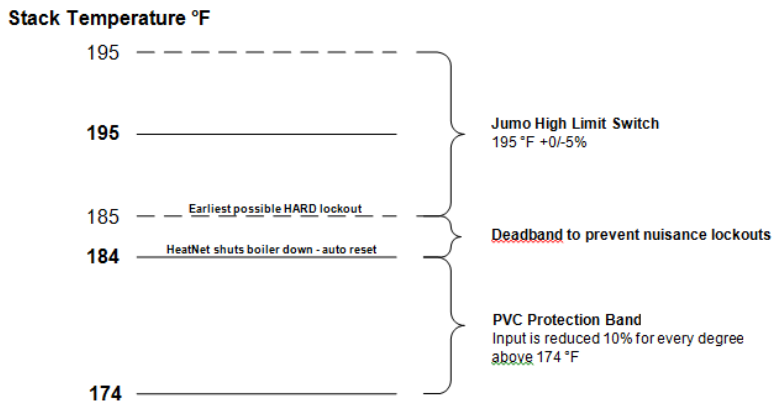 Stack Temperature °F
195
195
Jumo High Limit Switch
195 °F +0/-5%
185
Earliest possible HARD lockout
Deadband to prevent nuisance lockouts
184
HeatNet shuts boiler down - auto reset
PVC Protection Band
Input is reduced 10% for every degree
above 174 °F
174